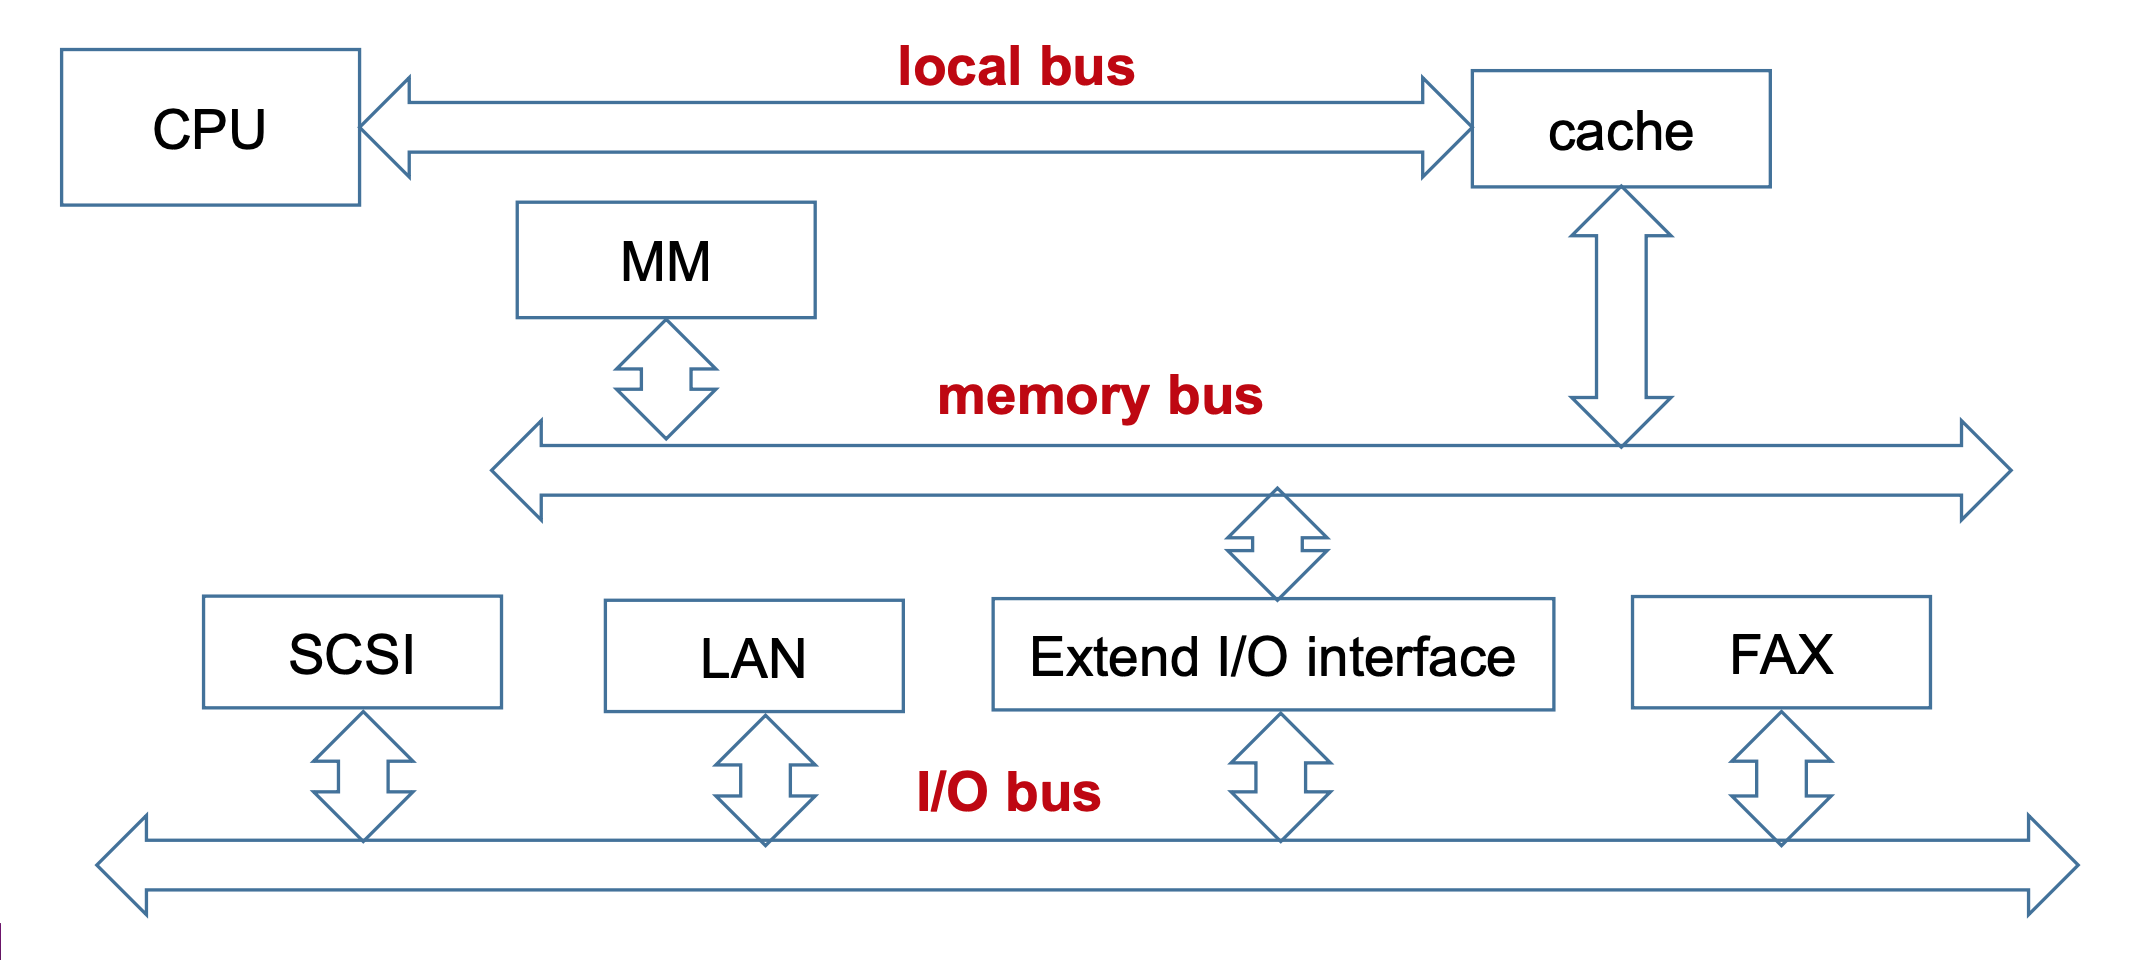 local bus
CPU
cache
MM
memory bus
SCSI
LAN
Extend I/O interface
FAX
I/O bus